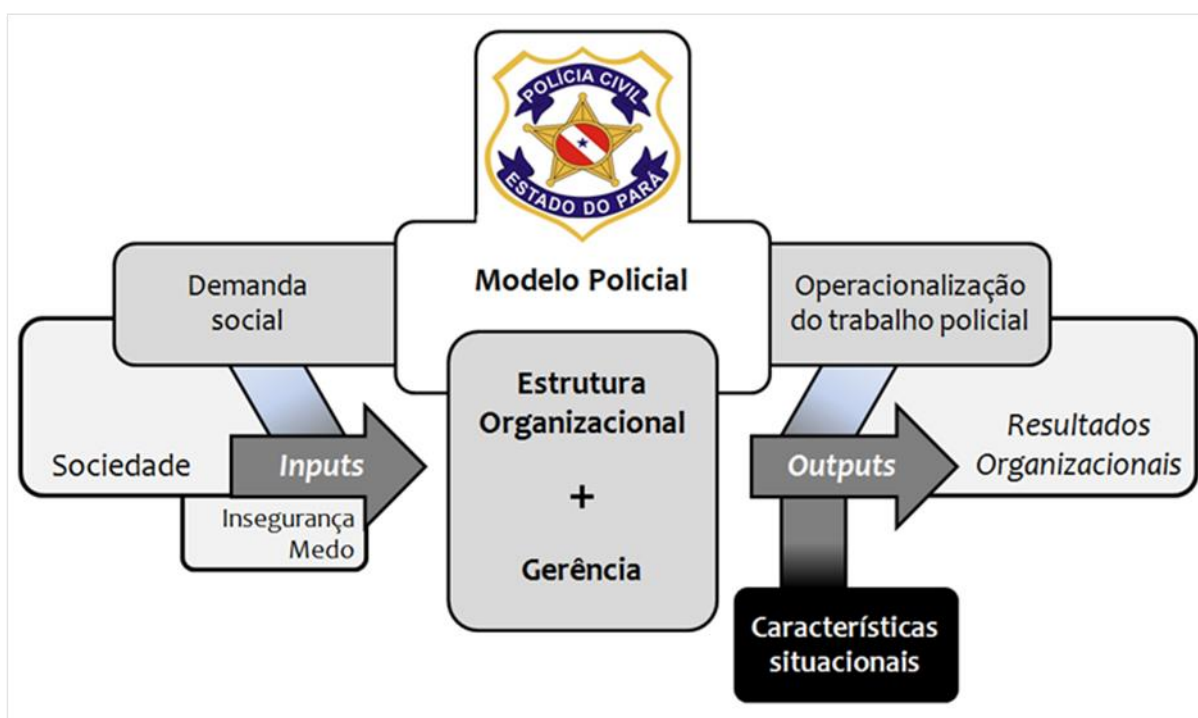 POLÍCIA CIVIL
ESTADO DO PARÁ
Modelo Policial
Demanda
social
Operacionalização
do trabalho policial
Sociedade
Inputs
Insegurança
Medo
Estrutura
Organizacional
+
Gerência
Outputs
Resultados
Organizacionais
Características
situacionais